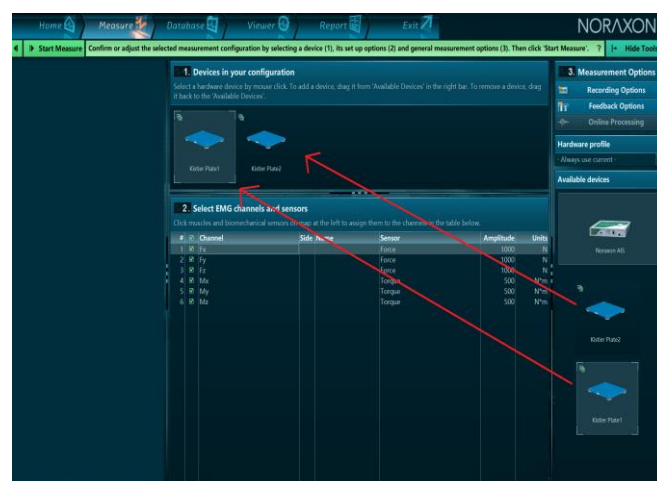 Home Measure Database Viewer Report Exit NORAXON
Start Measure Confirm or adjust the selected measurement configuration by selecting a device (1), its set up options (2) and general measurement options (3). Then click 'Start Measure'. ? Hide Tools
1. Devices in your configuration
Select a hardware device by mouse click. To add a device, drag it from 'Available Devices' in the right bar. To remove a device, drag
it back to the 'Available Devices'.
Kistler Plate1 Kistler Plate2
2. Select EMG channels and sensors
Click muscles and biomechanical sensors on map at the left to assign them to the channels in the table below.
# Channel Side Name Sensor Amplitude Units
1 Fx Force 1000 N
2 Fy Force 1000 N
3 Fz Force 1000 N
4 Mx Torque 500 N*m
5 My Torque 500 N*m
6 Mz Torque 500 N*m
3. Measurement Options
Recording Options
Feedback Options
Online Processing
Hardware profile
- Always use current -
Available devices
Noraxon AIS
Kistler Plate2
Kistler Plate1